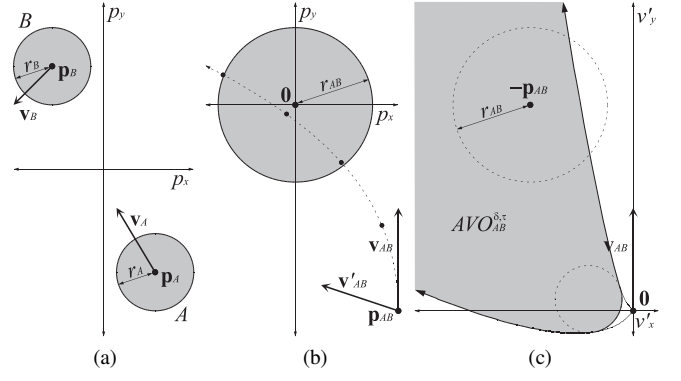 B
p_y
r_B
p_B
v_B
p_x
v_A
r_A
p_A
A
(a)
p_y
0
r_AB
p_x
v_AB
v'_AB
p_AB
(b)
v'_y
−p_AB
r_AB
AVO_AB^δ,τ
v_AB
0
v'_x
(c)